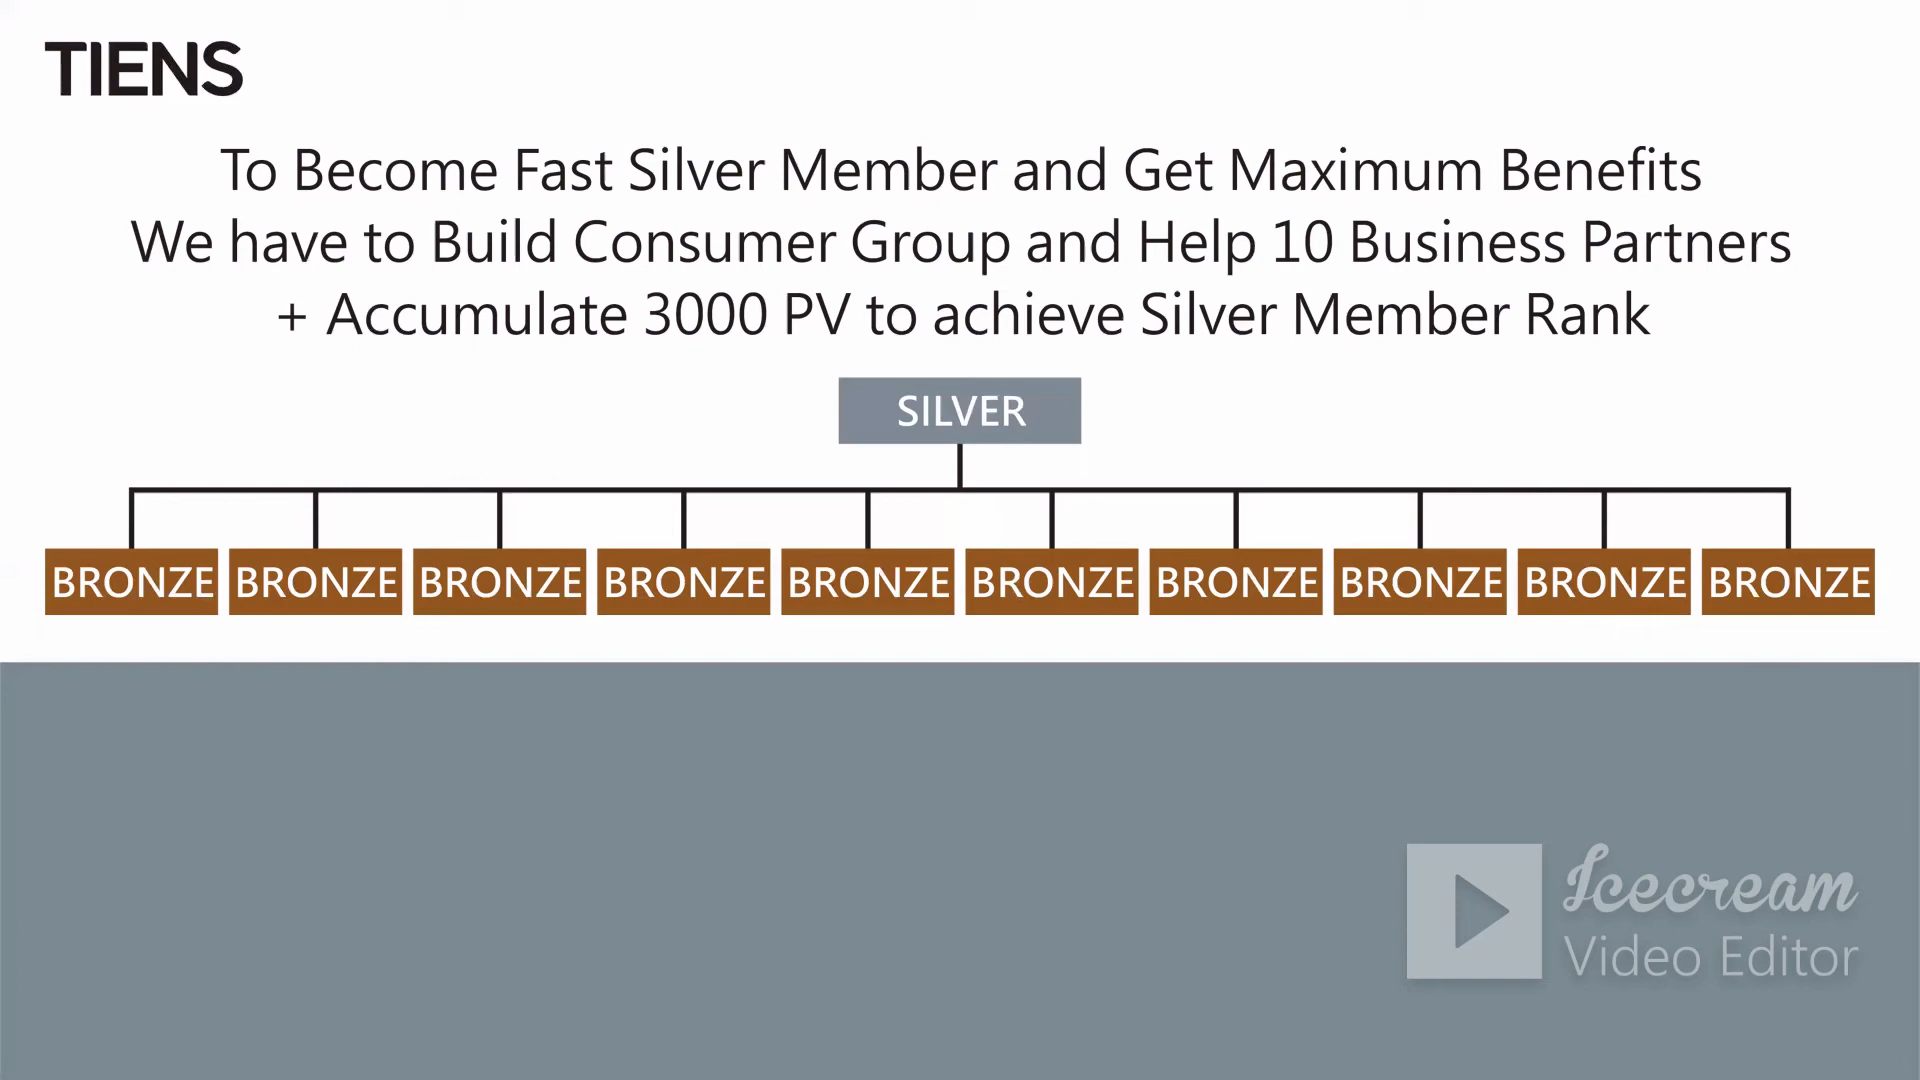 TIENS
To Become Fast Silver Member and Get Maximum Benefits
We have to Build Consumer Group and Help 10 Business Partners
+ Accumulate 3000 PV to achieve Silver Member Rank
SILVER
BRONZE BRONZE BRONZE BRONZE BRONZE BRONZE BRONZE BRONZE BRONZE BRONZE
Icecream
Video Editor